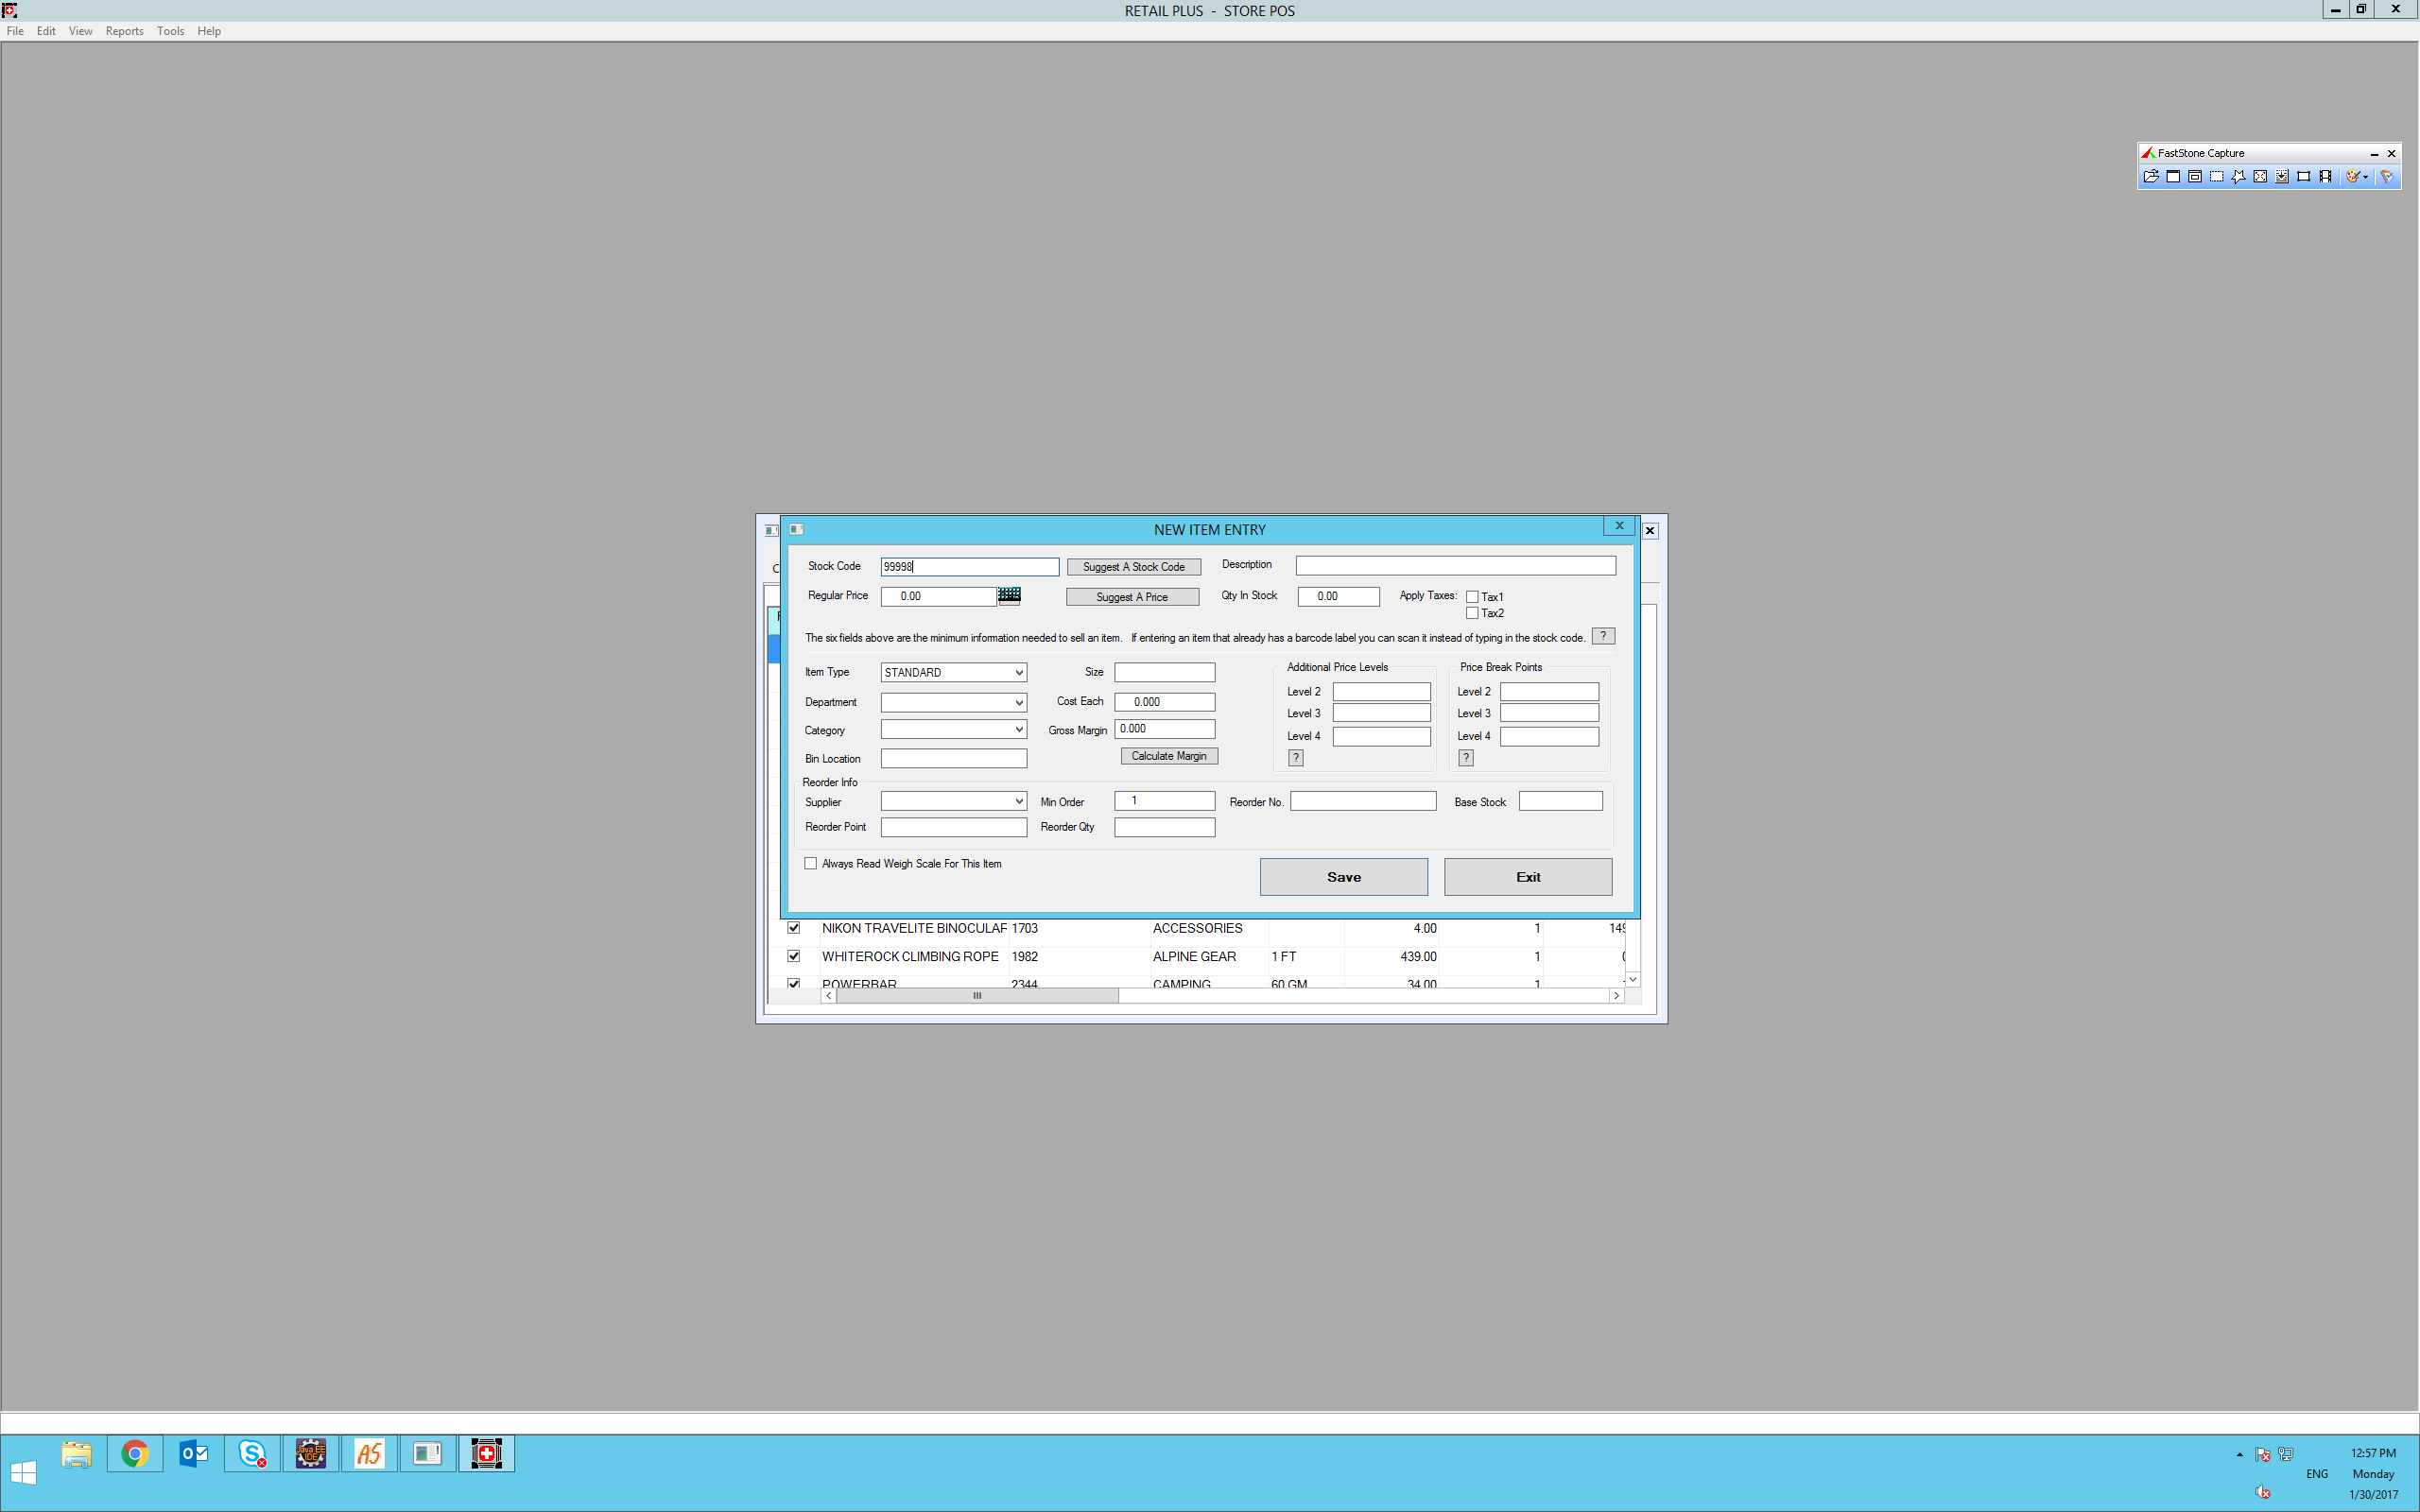 RETAIL PLUS - STORE POS
File Edit View Reports Tools Help
FastStone Capture
NEW ITEM ENTRY
Stock Code 99998 Suggest A Stock Code Description
Regular Price 0.00 Suggest A Price Qty In Stock 0.00 Apply Taxes: Tax1
Tax2
The six fields above are the minimum information needed to sell an item. If entering an item that already has a barcode label you can scan it instead of typing in the stock code. ?
Item Type STANDARD Size Additional Price Levels Price Break Points
Level 2 Level 2
Department Cost Each 0.000
Level 3 Level 3
Category Gross Margin 0.000
Level 4 Level 4
Bin Location Calculate Margin ? ?
Reorder Info
Supplier Min Order 1 Reorder No. Base Stock
Reorder Point Reorder Qty
Always Read Weigh Scale For This Item Save Exit
NIKON TRAVELITE BINOCULAR 1703 ACCESSORIES 4.00 1 149
WHITEROCK CLIMBING ROPE 1982 ALPINE GEAR 1 FT 439.00 1
POWERBAR 2344 CAMPING 60 GM 34.00 1
Java EE
IDE
AS
12:57 PM
ENG Monday
1/30/2017